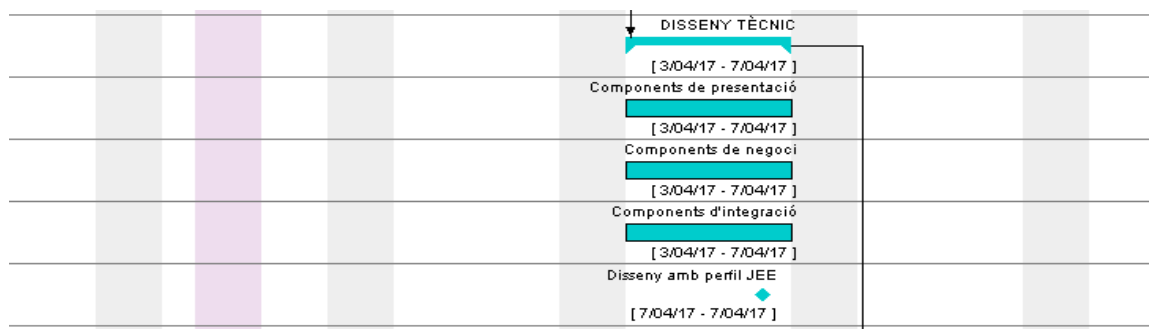 DISSENY TÈCNIC
[ 3/04/17 - 7/04/17 ]
Components de presentació
[ 3/04/17 - 7/04/17 ]
Components de negoci
[ 3/04/17 - 7/04/17 ]
Components d'integració
[ 3/04/17 - 7/04/17 ]
Disseny amb perfil JEE
[ 7/04/17 - 7/04/17 ]